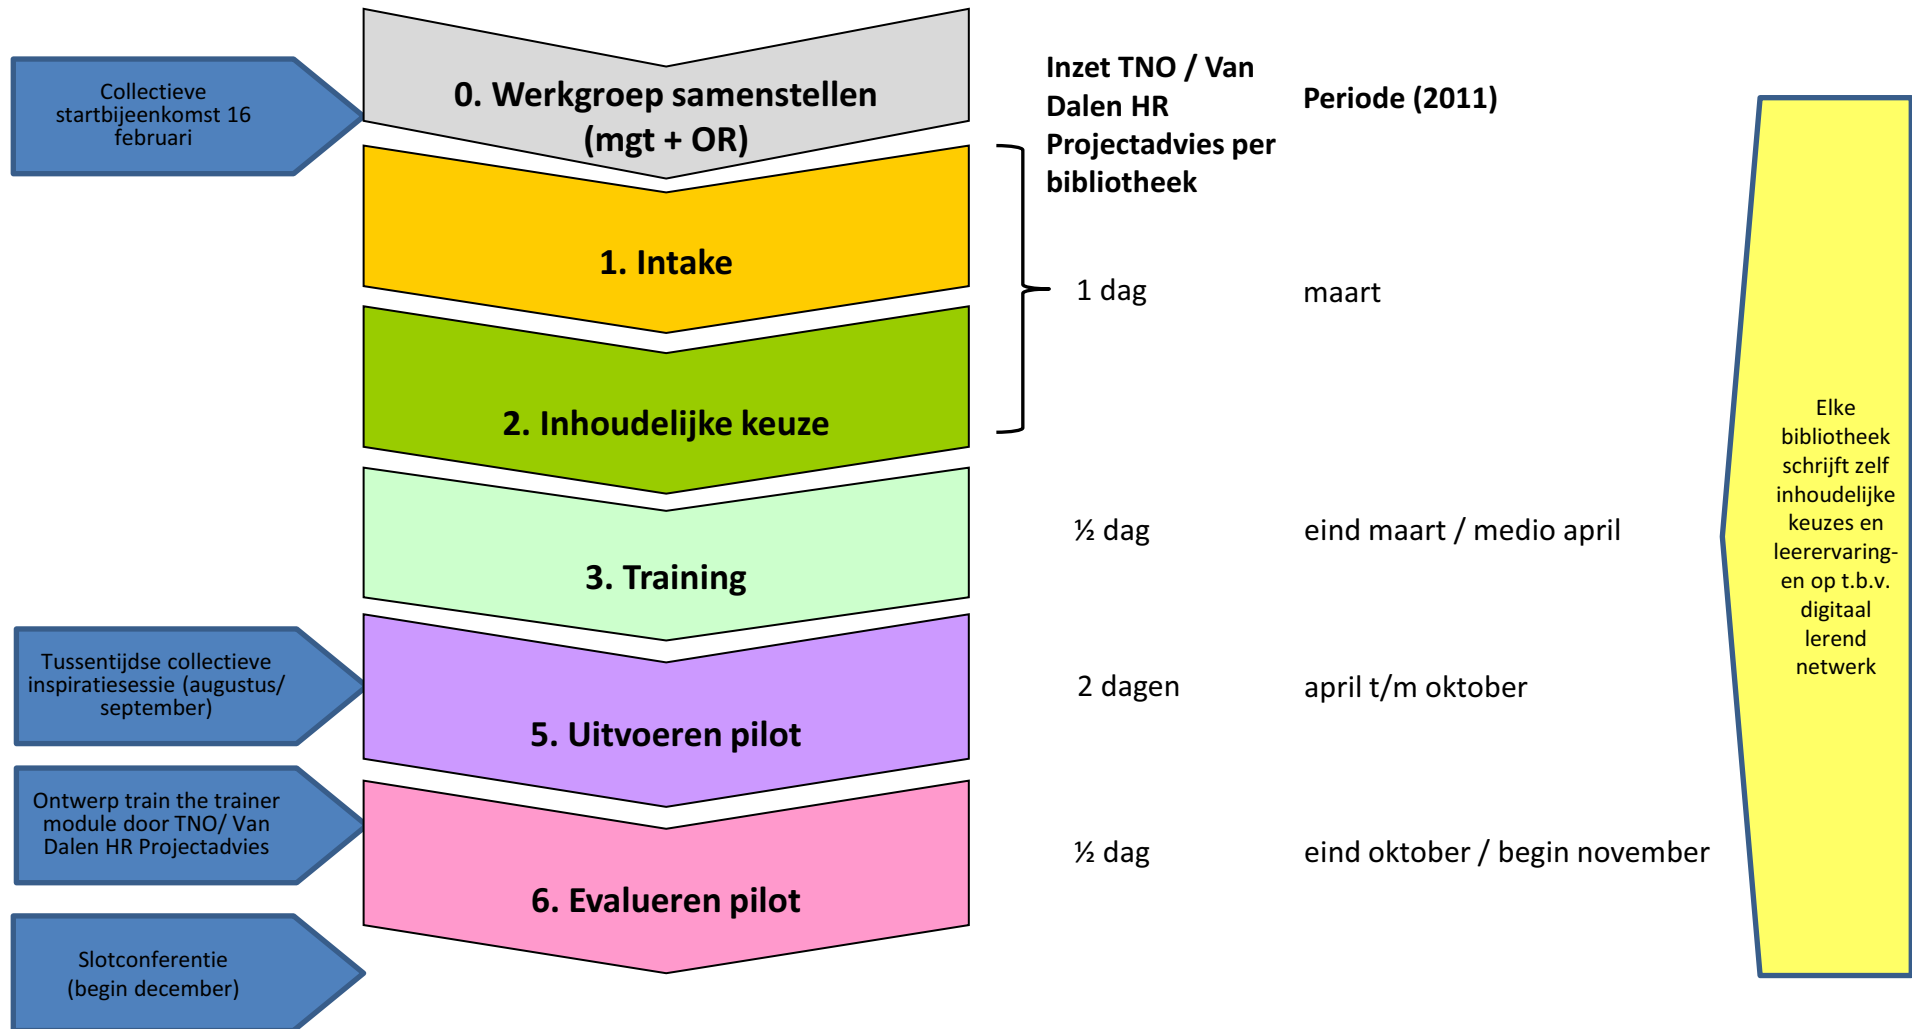 Collectieve
startbijeenkomst 16
februari
0. Werkgroep samenstellen
(mgt + OR)
Inzet TNO / Van
Dalen HR
Projectadvies per
bibliotheek
Periode (2011)
1. Intake
1 dag
maart
2. Inhoudelijke keuze
3. Training
½ dag
eind maart / medio april
Tussentijdse collectieve
inspiratiesessie (augustus/
september)
5. Uitvoeren pilot
2 dagen
april t/m oktober
Ontwerp train the trainer
module door TNO/ Van
Dalen HR Projectadvies
6. Evalueren pilot
½ dag
eind oktober / begin november
Slotconferentie
(begin december)
Elke
bibliotheek
schrijft zelf
inhoudelijke
keuzes en
leerervaring-
en op t.b.v.
digitaal
lerend
netwerk